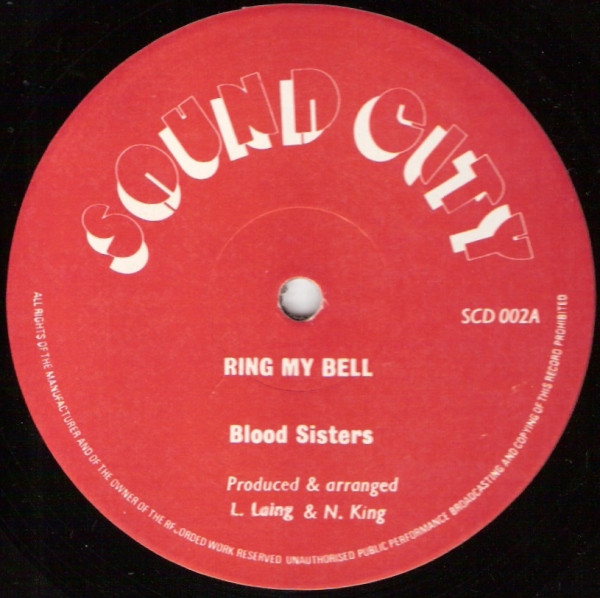 SOUND CITY
SCD 002A
RING MY BELL
Blood Sisters
Produced & arranged
L. Laing & N. King
ALL RIGHTS OF THE MANUFACTURER AND OF THE OWNER OF THE RECORDED WORK RESERVED UNAUTHORISED PUBLIC PERFORMANCE BROADCASTING AND COPYING OF THIS RECORD PROHIBITED